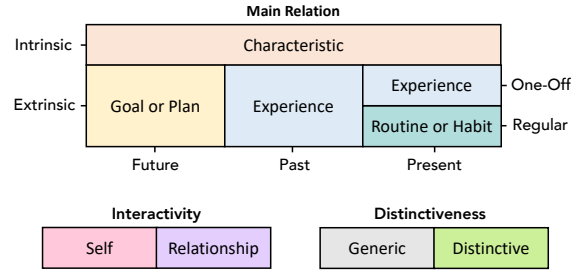 Main Relation
Intrinsic
Characteristic
Extrinsic
Goal or Plan
Experience
Experience
One-Off
Routine or Habit
Regular
Future
Past
Present
Interactivity
Distinctiveness
Self
Relationship
Generic
Distinctive